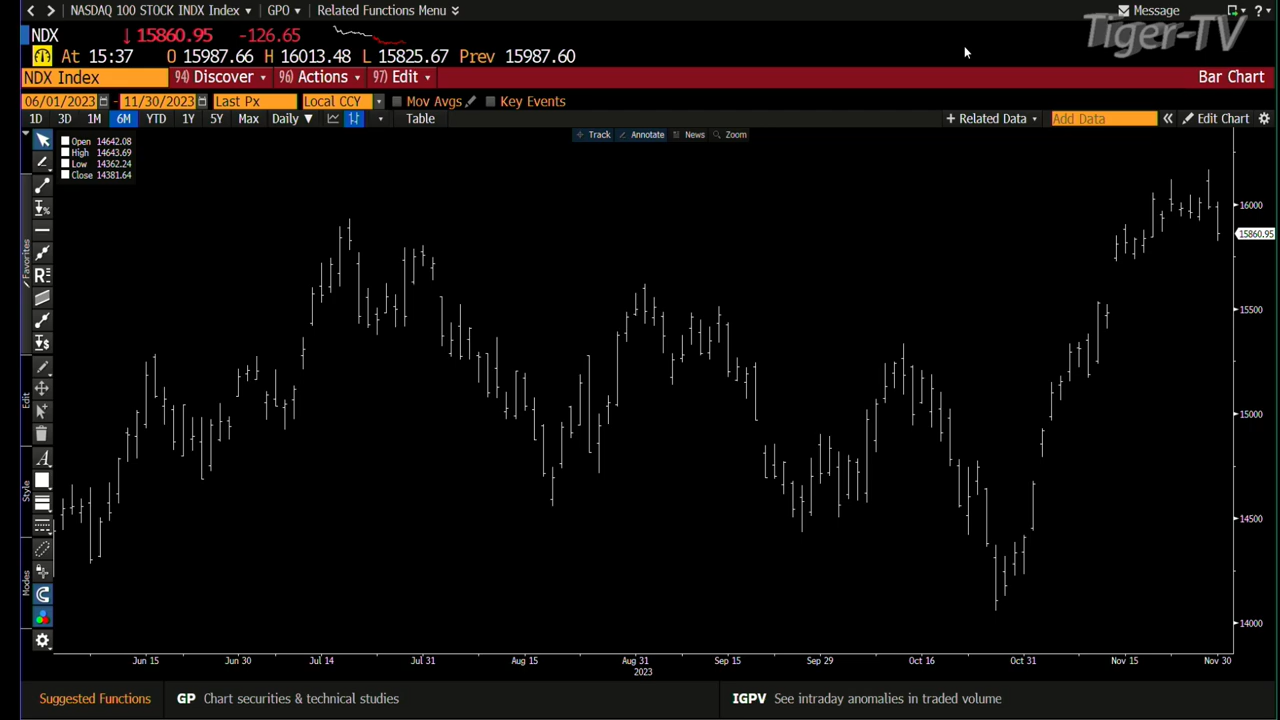 NASDAQ 100 STOCK INDX Index GPO Related Functions Menu Message ?
Tiger-TV
NDX ↓ 15860.95 -126.65
At 15:37 O 15987.66 H 16013.48 L 15825.67 Prev 15987.60
NDX Index 94) Discover 96) Actions 97) Edit Bar Chart
06/01/2023 - 11/30/2023 Last Px Local CCY Mov Avgs Key Events
1D 3D 1M 6M YTD 1Y 5Y Max Daily ▼ Table + Related Data Add Data « Edit Chart
Track Annotate News Zoom
Open 14642.08
High 14643.69
Low 14362.24
Close 14381.64
Favorites
Edit
Style
Modes
16000
15860.95
15500
15000
14500
14000
Jun 15 Jun 30 Jul 14 Jul 31 Aug 15 Aug 31 Sep 15 Sep 29 Oct 16 Oct 31 Nov 15 Nov 30
2023
Suggested Functions GP Chart securities & technical studies IGPV See intraday anomalies in traded volume